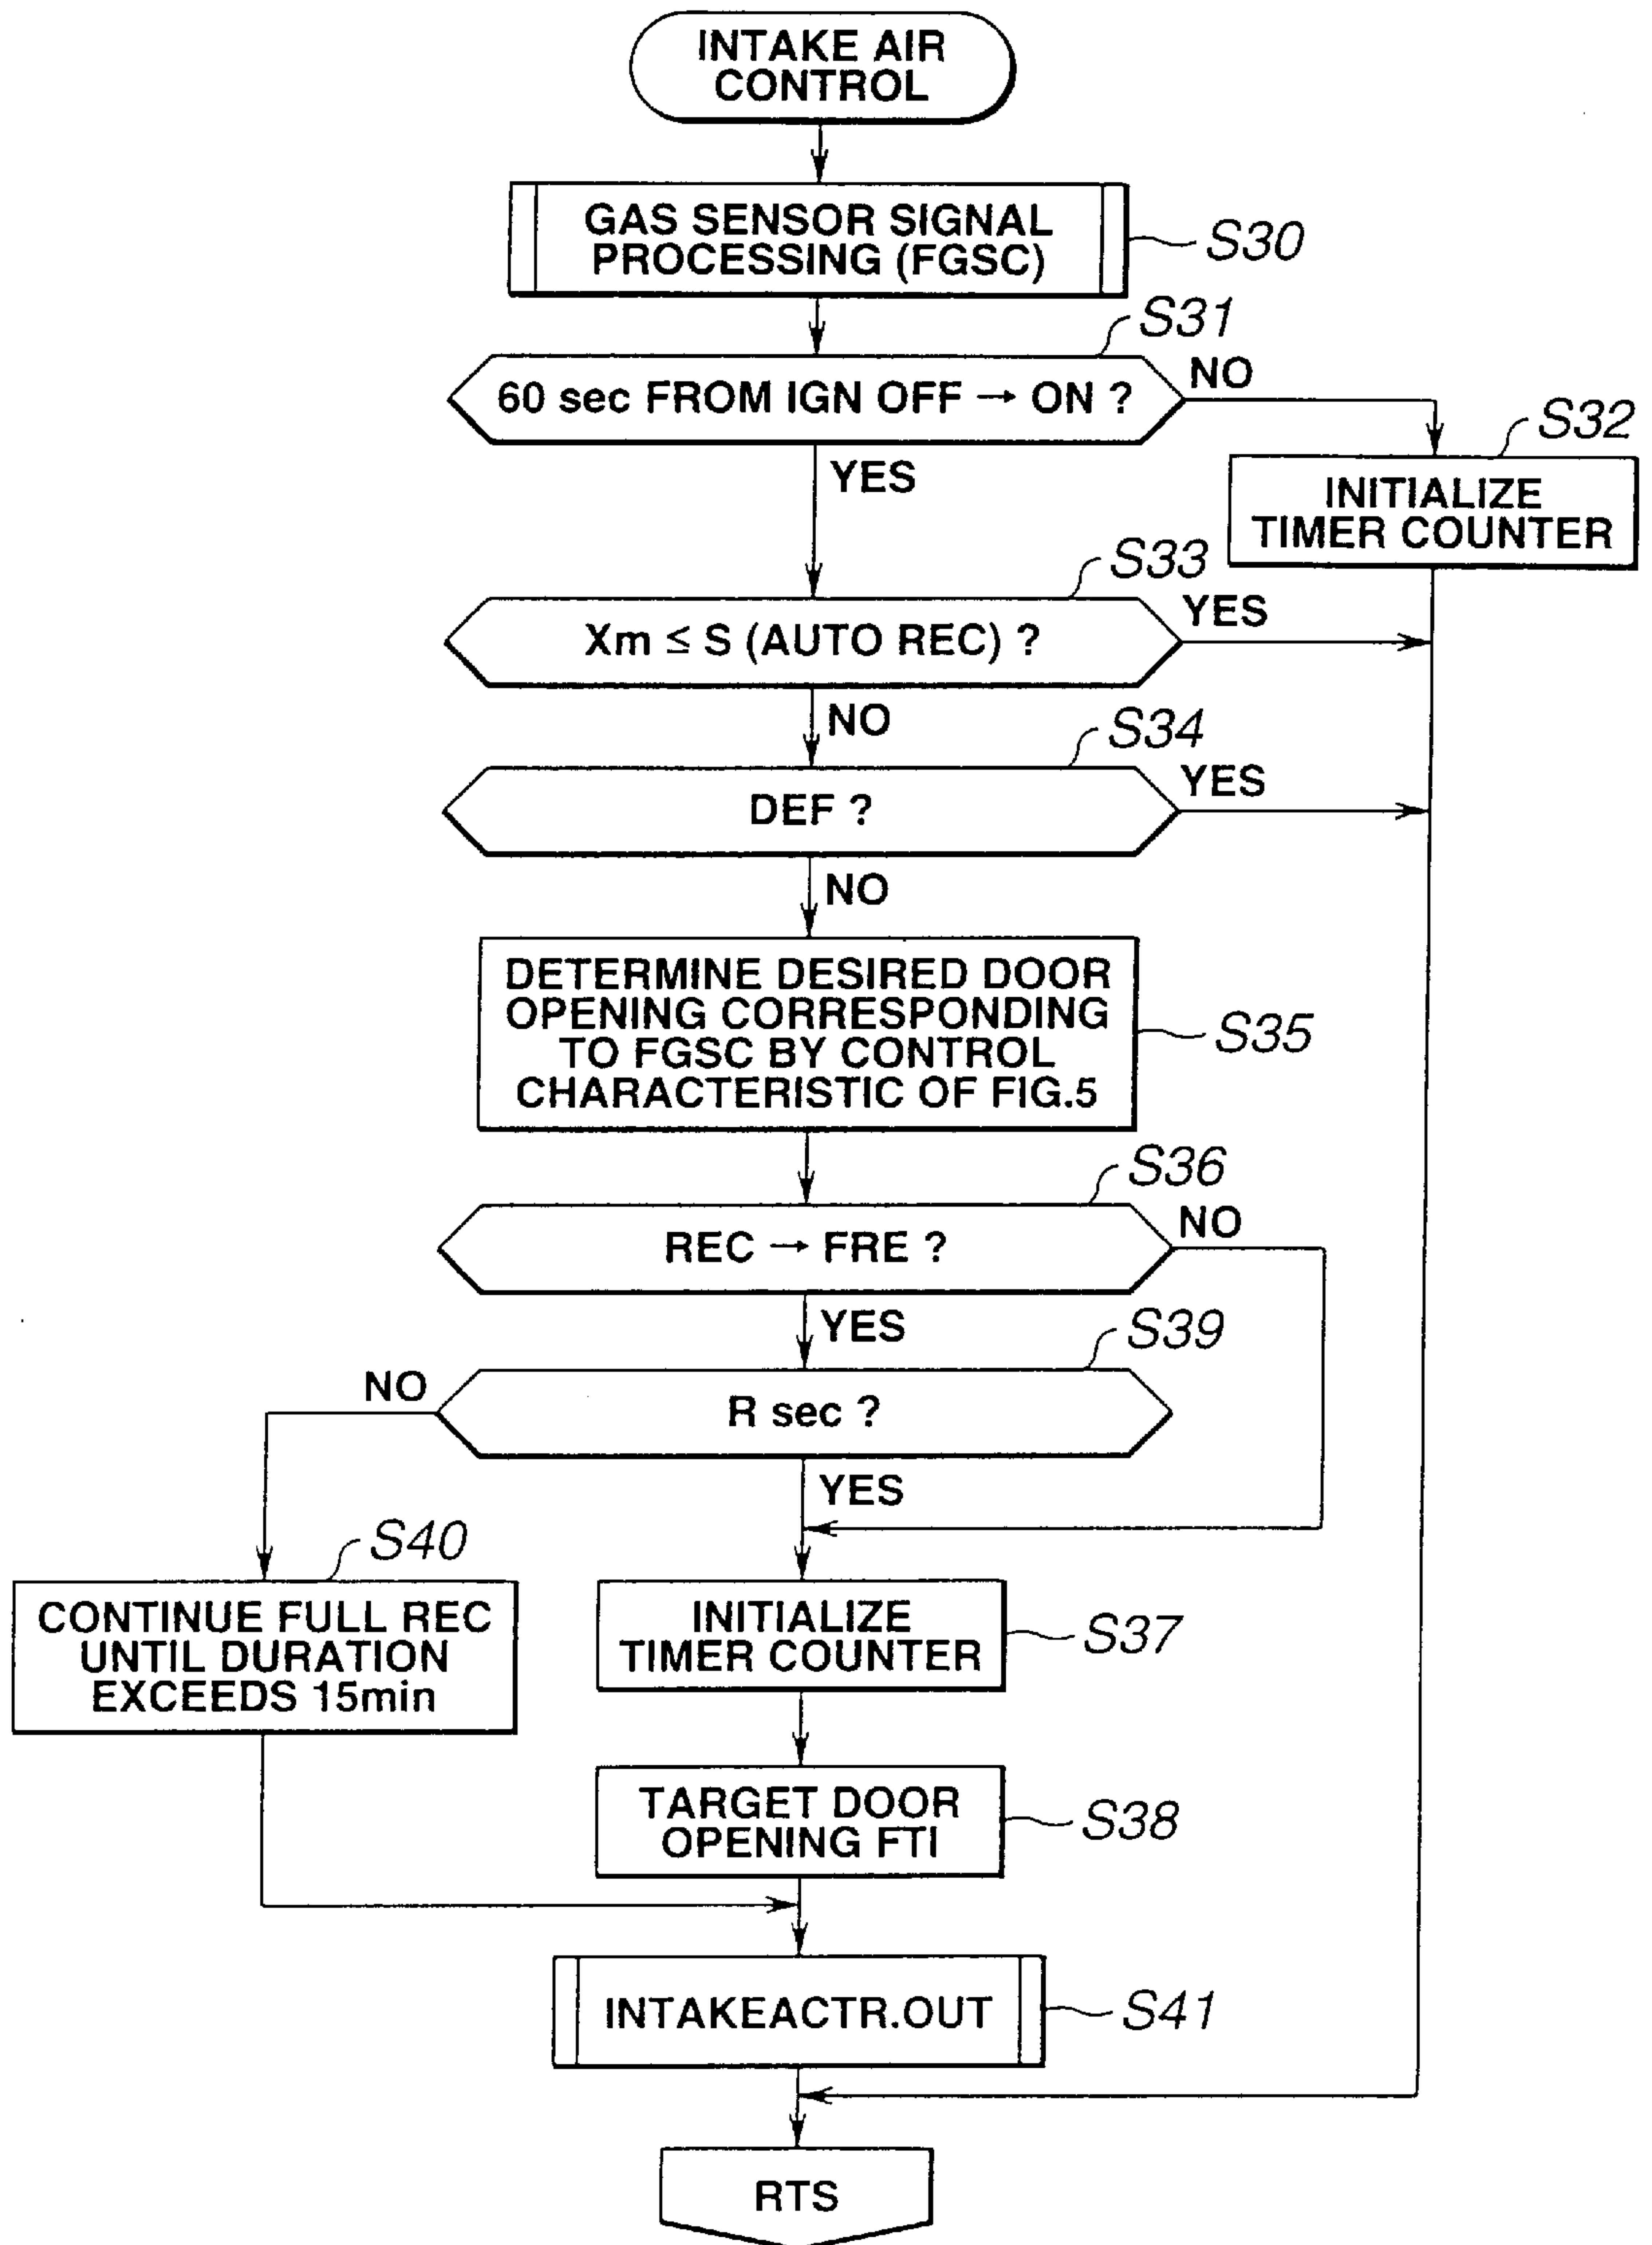 INTAKE AIR
CONTROL
GAS SENSOR SIGNAL
PROCESSING (FGSC)
S30
S31
60 sec FROM IGN OFF → ON ?
NO
S32
YES
INITIALIZE
TIMER COUNTER
S33
Xm ≤ S (AUTO REC) ?
YES
NO
S34
DEF ?
YES
NO
DETERMINE DESIRED DOOR
OPENING CORRESPONDING
TO FGSC BY CONTROL
CHARACTERISTIC OF FIG.5
S35
S36
REC → FRE ?
NO
YES
S39
NO
R sec ?
YES
S40
CONTINUE FULL REC
UNTIL DURATION
EXCEEDS 15min
INITIALIZE
TIMER COUNTER
S37
TARGET DOOR
OPENING FTI
S38
INTAKEACTR.OUT
S41
RTS